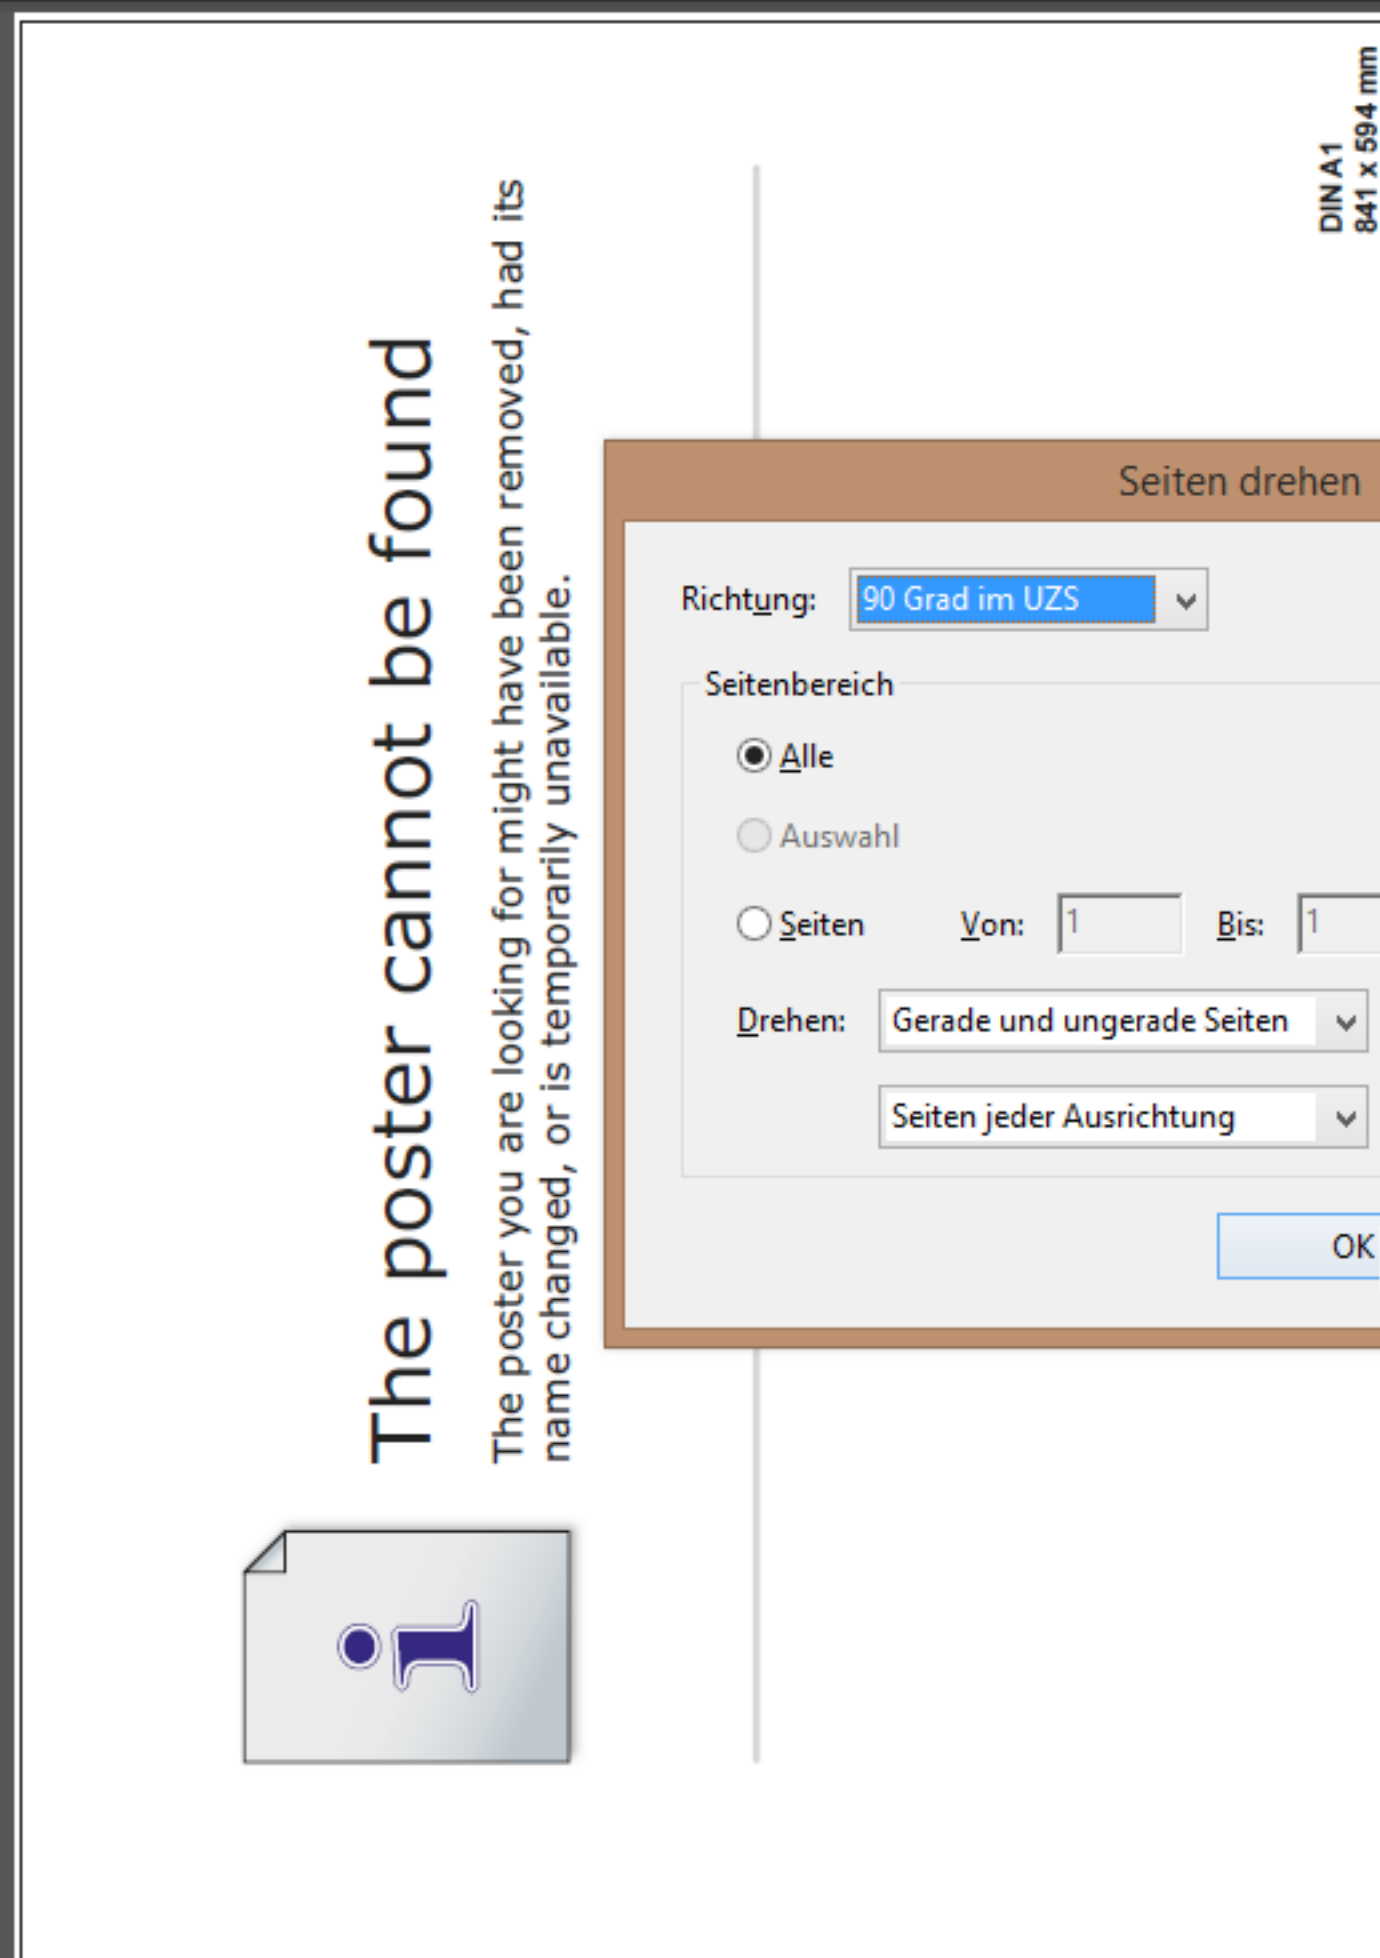 DIN A1
841 x 594 mm
The poster cannot be found
The poster you are looking for might have been removed, had its
name changed, or is temporarily unavailable.
i
Seiten drehen
Richtung: 90 Grad im UZS
Seitenbereich
Alle
Auswahl
Seiten Von: 1 Bis: 1
Drehen: Gerade und ungerade Seiten
Seiten jeder Ausrichtung
OK